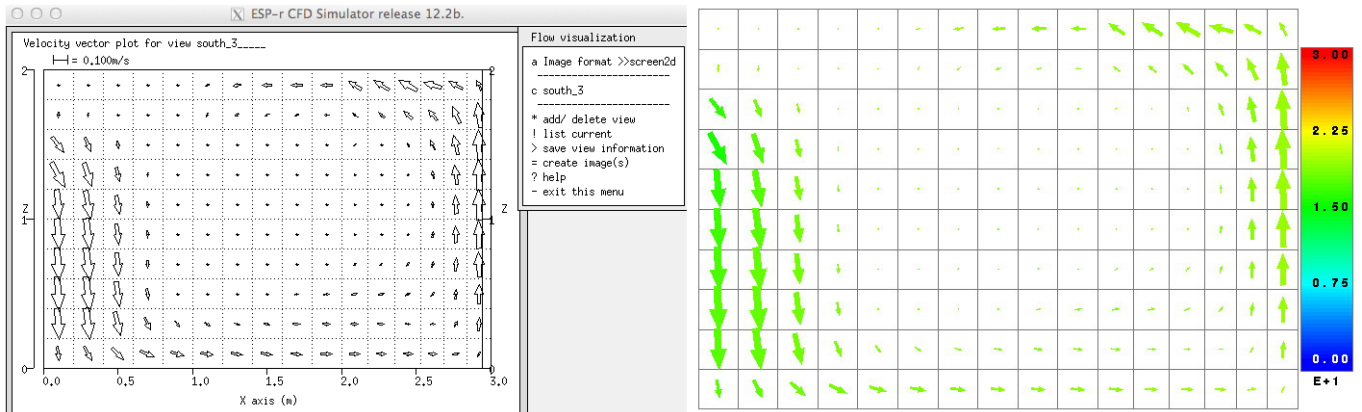 ESP-r CFD Simulator release 12.2b.
Velocity vector plot for view south_3_____
= 0.100m/s
Flow visualization
a Image format >>screen2d
c south_3
* add/ delete view
! list current
> save view information
= create image(s)
? help
- exit this menu
2
2
2
2
Z
0
0
0.0 0.5 1.0 1.5 2.0 2.5 3.0
X axis (m)
3.00
2.25
1.50
0.75
0.00
E+1